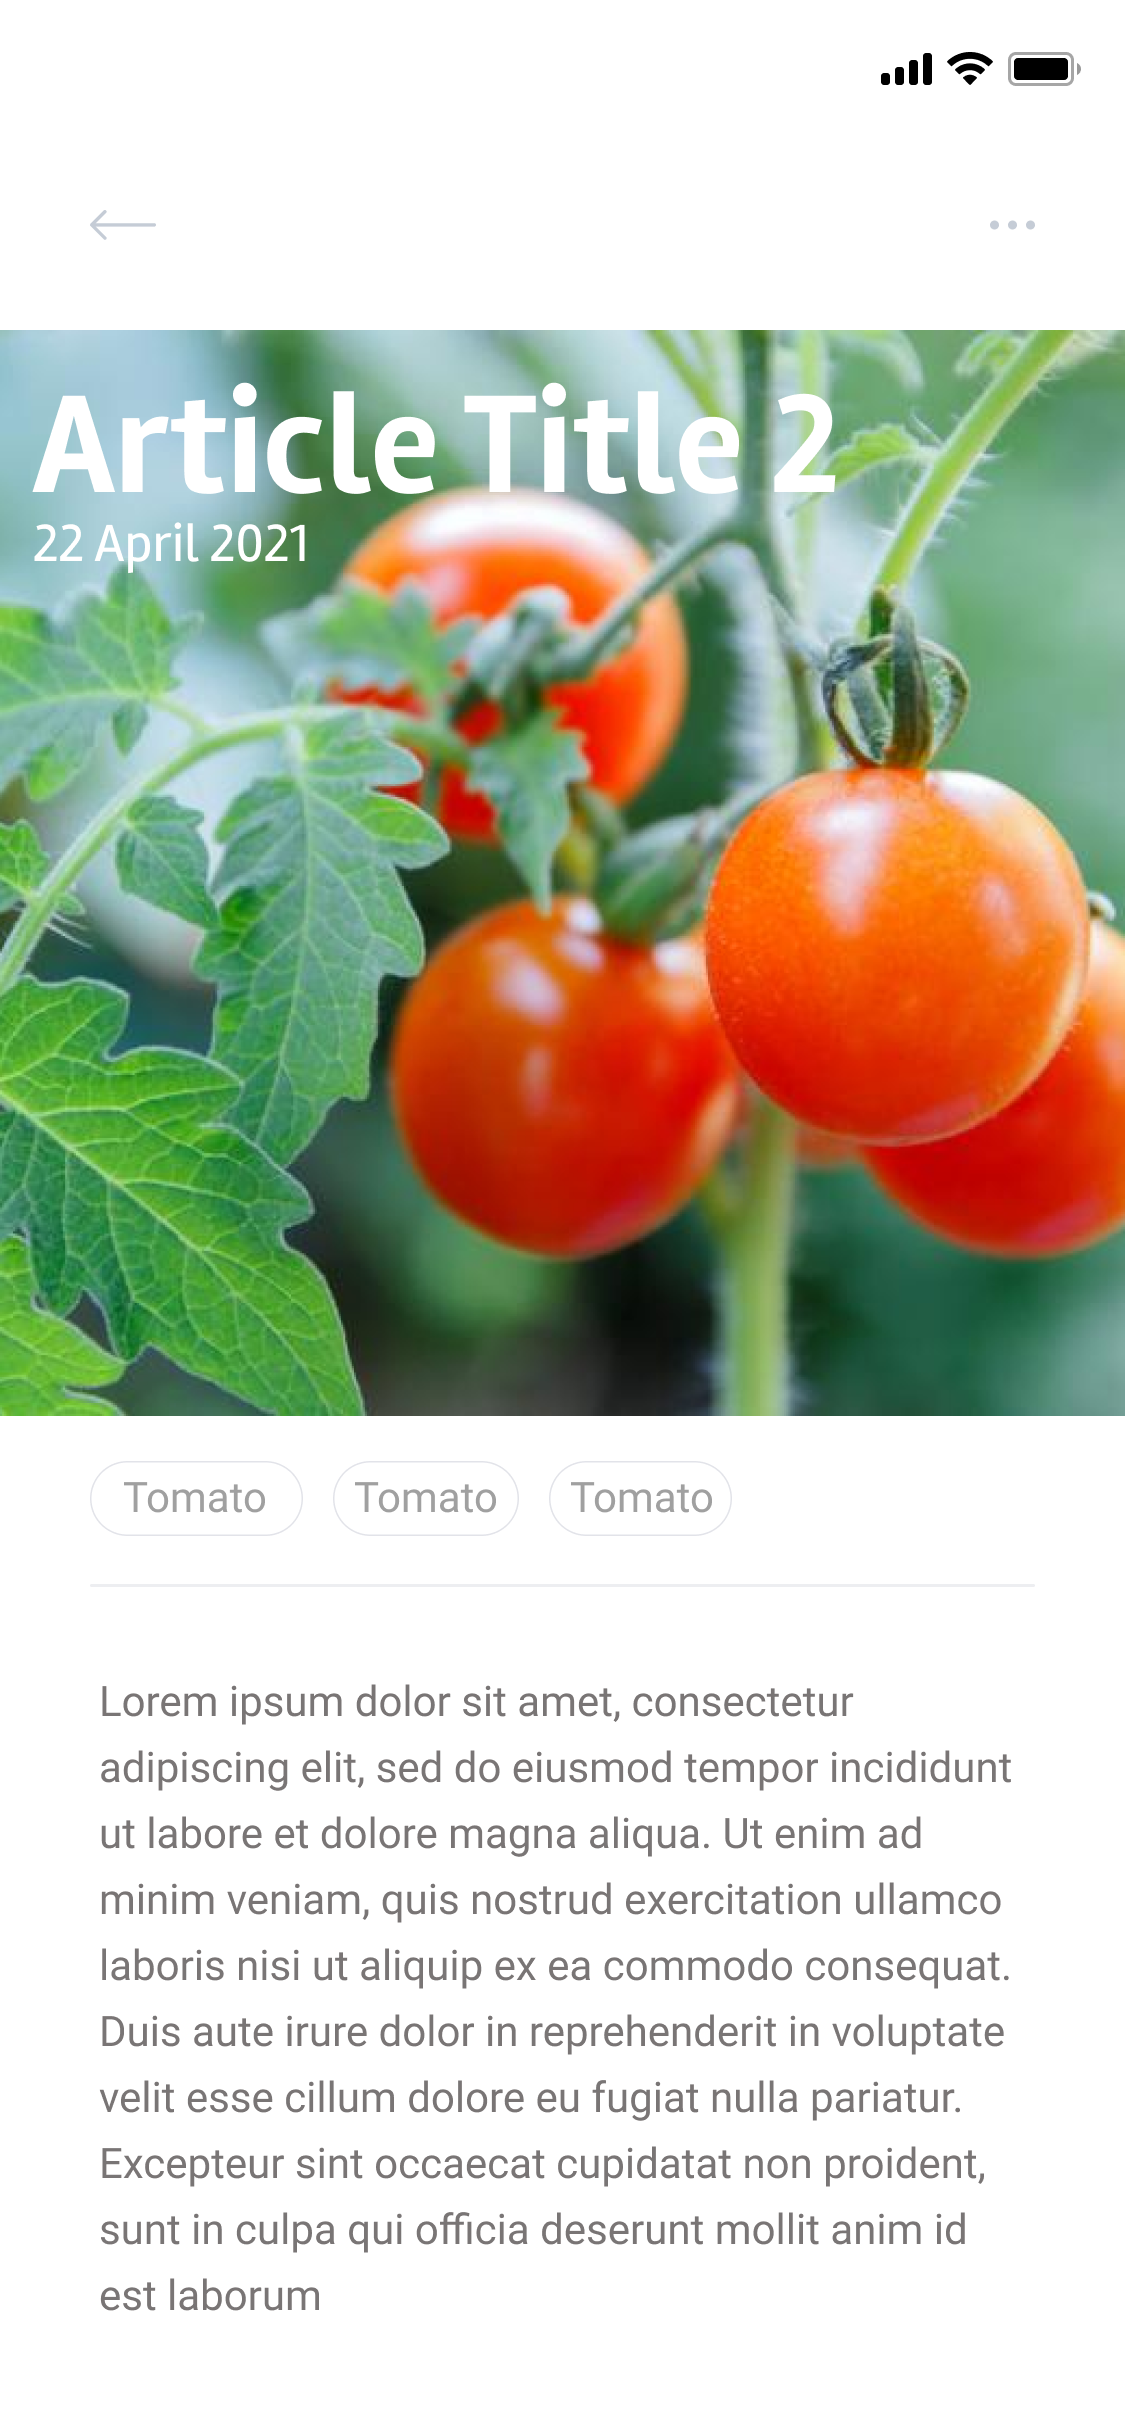 Article Title 2
22 April 2021
Tomato
Tomato
Tomato
Lorem ipsum dolor sit amet, consectetur
adipiscing elit, sed do eiusmod tempor incididunt
ut labore et dolore magna aliqua. Ut enim ad
minim veniam, quis nostrud exercitation ullamco
laboris nisi ut aliquip ex ea commodo consequat.
Duis aute irure dolor in reprehenderit in voluptate
velit esse cillum dolore eu fugiat nulla pariatur.
Excepteur sint occaecat cupidatat non proident,
sunt in culpa qui officia deserunt mollit anim id
est laborum